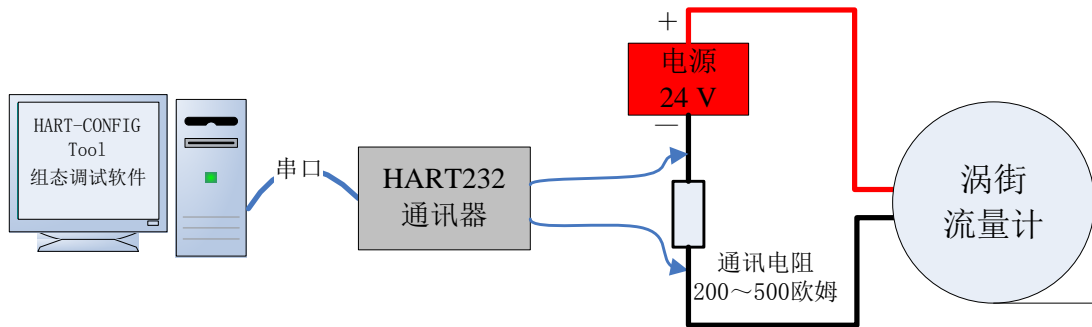 HART-CONFIG
Tool
组态调试软件
串口
HART232
通讯器
+
电源
24 V
—
通讯电阻
200～500欧姆
涡街
流量计